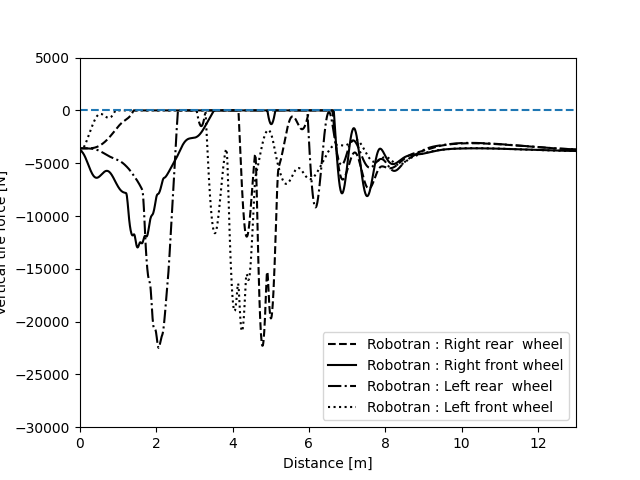 5000
0
−5000
−10000
−15000
−20000
−25000
−30000
tire force [N]
Robotran : Right rear  wheel
Robotran : Right front wheel
Robotran : Left rear  wheel
Robotran : Left front wheel
0 2 4 6 8 10 12
Distance [m]